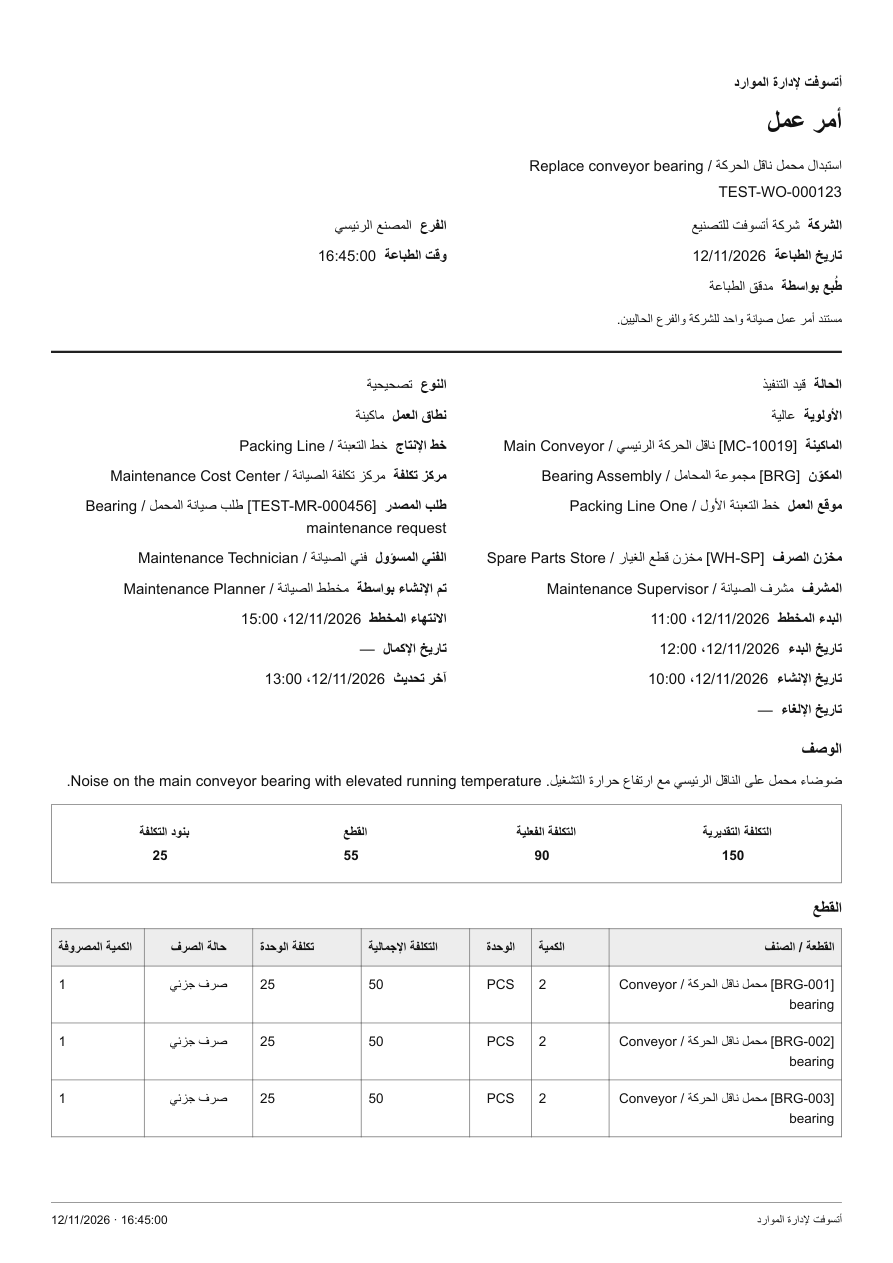 أتسوفت لإدارة الموارد
أمر عمل
استبدال محمل ناقل الحركة / Replace conveyor bearing
TEST-WO-000123
الشركة شركة أتسوفت للتصنيع
الفرع المصنع الرئيسي
تاريخ الطباعة 12/11/2026
وقت الطباعة 16:45:00
طُبع بواسطة مدقق الطباعة
مستند أمر عمل صيانة واحد للشركة والفرع الحاليين.
الحالة قيد التنفيذ
النوع تصحيحية
الأولوية عالية
نطاق العمل ماكينة
الماكينة [MC-10019] ناقل الحركة الرئيسي / Main Conveyor
خط الإنتاج خط التعبئة / Packing Line
المكوّن [BRG] مجموعة المحامل / Bearing Assembly
مركز تكلفة مركز تكلفة الصيانة / Maintenance Cost Center
موقع العمل خط التعبئة الأول / Packing Line One
طلب المصدر [TEST-MR-000456] طلب صيانة المحمل / Bearing
maintenance request
مخزن الصرف [WH-SP] مخزن قطع الغيار / Spare Parts Store
الفني المسؤول فني الصيانة / Maintenance Technician
المشرف مشرف الصيانة / Maintenance Supervisor
تم الإنشاء بواسطة مخطط الصيانة / Maintenance Planner
البدء المخطط 12/11/2026، 11:00
الانتهاء المخطط 12/11/2026، 15:00
تاريخ البدء 12/11/2026، 12:00
تاريخ الإكمال —
تاريخ الإنشاء 12/11/2026، 10:00
آخر تحديث 12/11/2026، 13:00
تاريخ الإلغاء —
الوصف
ضوضاء محمل على الناقل الرئيسي مع ارتفاع حرارة التشغيل. Noise on the main conveyor bearing with elevated running temperature.
التكلفة التقديرية التكلفة الفعلية القطع بنود التكلفة
150 90 55 25
القطع
القطعة / الصنف الكمية الوحدة التكلفة الإجمالية تكلفة الوحدة حالة الصرف الكمية المصروفة
[BRG-001] محمل ناقل الحركة / Conveyor 2 PCS 50 25 صرف جزئي 1
bearing
[BRG-002] محمل ناقل الحركة / Conveyor 2 PCS 50 25 صرف جزئي 1
bearing
[BRG-003] محمل ناقل الحركة / Conveyor 2 PCS 50 25 صرف جزئي 1
bearing
أتسوفت لإدارة الموارد
12/11/2026 · 16:45:00